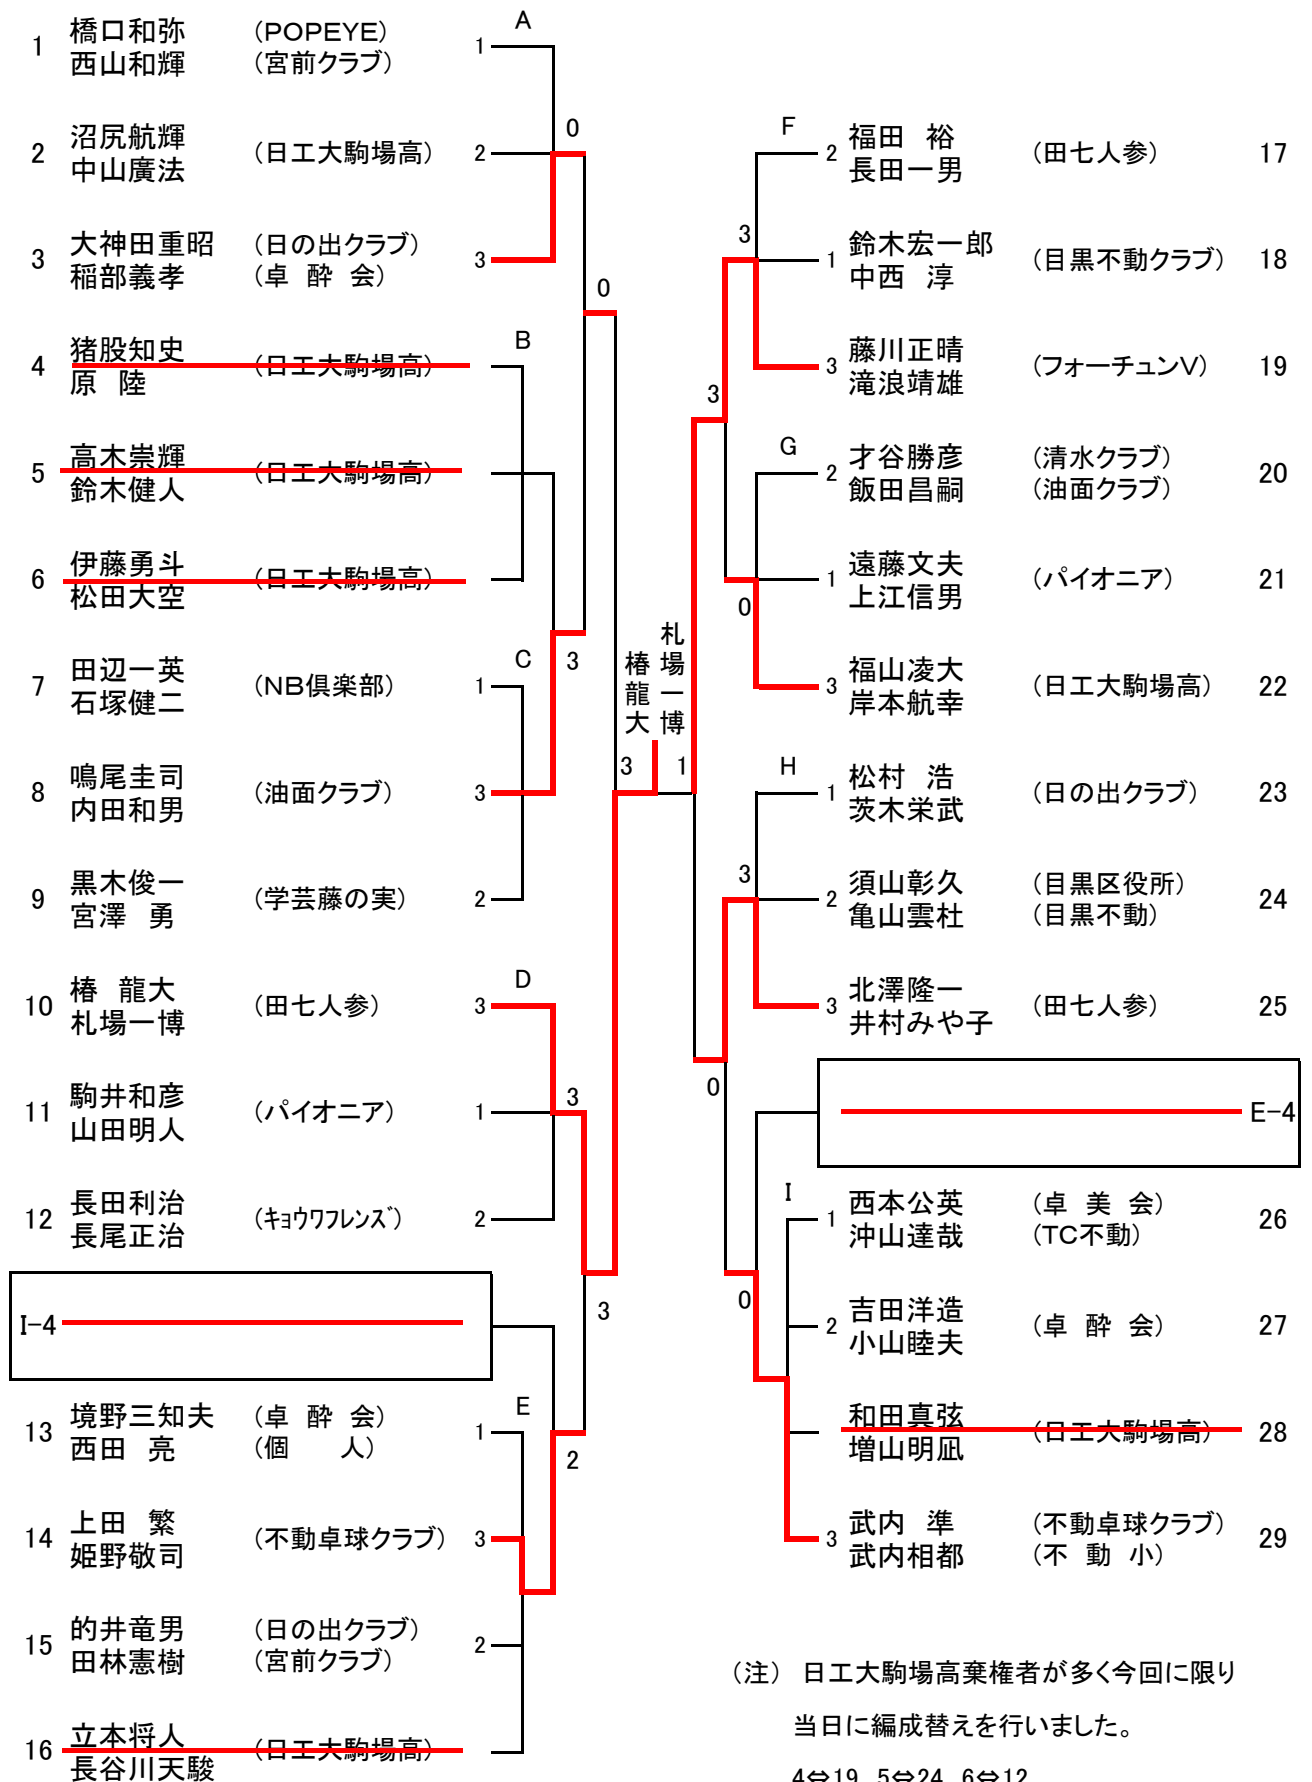 A
1 橋口和弥 (POPEYE) 1
西山和輝 (宮前クラブ)
0
2 沼尻航輝 (日工大駒場高) 2
中山廣法
3 大神田重昭 (日の出クラブ) 3
稲部義孝 (卓 酔 会)
0
B
4 猪股知史 (日工大駒場高)
原 陸
5 高木崇輝 (日工大駒場高)
鈴木健人
6 伊藤勇斗 (日工大駒場高)
松田大空
C
3
7 田辺一英 (NB倶楽部) 1
石塚健二
8 鳴尾圭司 (油面クラブ) 3
内田和男
9 黒木俊一 (学芸藤の実) 2
宮澤 勇
D
10 椿 龍大 (田七人参) 3
札場一博
3
11 駒井和彦 (パイオニア) 1
山田明人
12 長田利治 (キョウワフレンズ) 2
長尾正治
3
I-4
E
13 境野三知夫 (卓 酔 会) 1
西田 亮 (個 人)
2
14 上田 繁 (不動卓球クラブ) 3
姫野敬司
15 的井竜男 (日の出クラブ) 2
田林憲樹 (宮前クラブ)
16 立本将人 (日工大駒場高)
長谷川天駿
椿龍大
札場一博
3 1
F
2 福田 裕 (田七人参) 17
長田一男
3
1 鈴木宏一郎 (目黒不動クラブ) 18
中西 淳
3 藤川正晴 (フォーチュンV) 19
滝浪靖雄
3
G
2 才谷勝彦 (清水クラブ) 20
飯田昌嗣 (油面クラブ)
1 遠藤文夫 (パイオニア) 21
上江信男
0
3 福山凌大 (日工大駒場高) 22
岸本航幸
H
1 松村 浩 (日の出クラブ) 23
茨木栄武
3
2 須山彰久 (目黒区役所) 24
亀山雲杜 (目黒不動)
3 北澤隆一 (田七人参) 25
井村みや子
0
E-4
I
1 西本公英 (卓 美 会) 26
沖山達哉 (TC不動)
0
2 吉田洋造 (卓 酔 会) 27
小山睦夫
和田真弦 (日工大駒場高) 28
増山明凪
3 武内 準 (不動卓球クラブ) 29
武内相都 (不 動 小)
(注) 日工大駒場高棄権者が多く今回に限り
当日に編成替えを行いました。
4⇔19 5⇔24 6⇔12